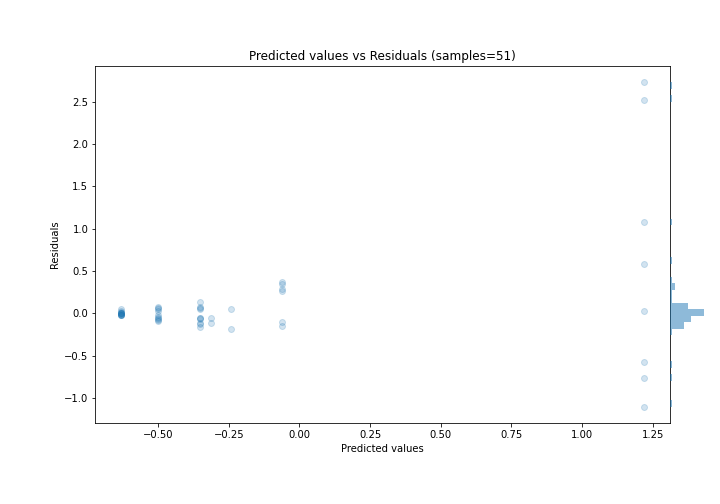 Predicted values vs Residuals (samples=51)
2.5
2.0
1.5
1.0
0.5
0.0
−0.5
−1.0
Residuals
−0.50 −0.25 0.00 0.25 0.50 0.75 1.00 1.25
Predicted values